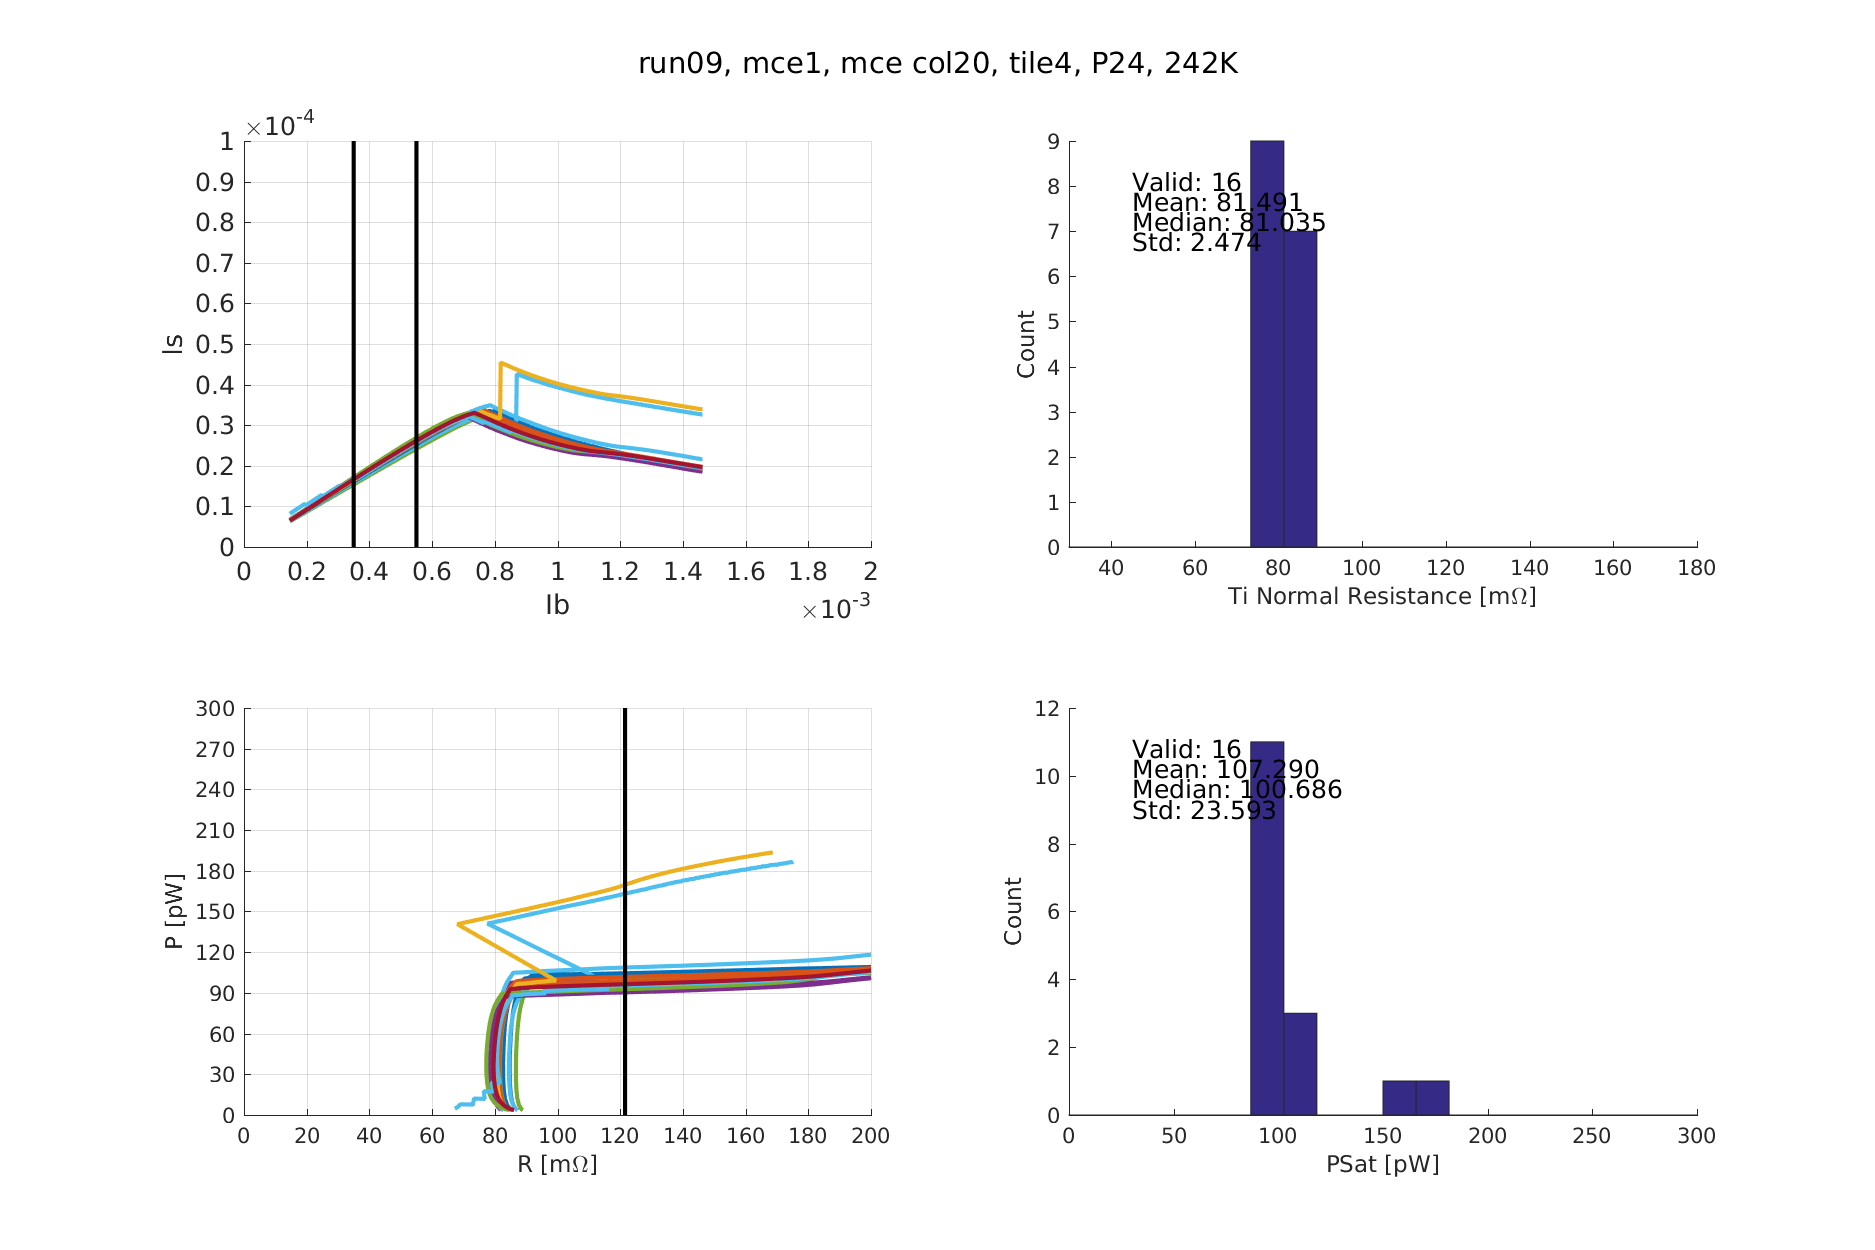 run09, mce1, mce col20, tile4, P24, 242K
×10-4
1
0.9
0.8
0.7
0.6
0.5
0.4
0.3
0.2
0.1
0
Is
0 0.2 0.4 0.6 0.8 1 1.2 1.4 1.6 1.8 2
Ib
×10-3
9
8
7
6
5
4
3
2
1
0
Count
Valid: 16
Mean: 81.491
Median: 81.035
Std: 2.474
40 60 80 100 120 140 160 180
Ti Normal Resistance [mΩ]
300
270
240
210
180
150
120
90
60
30
0
P [pW]
0 20 40 60 80 100 120 140 160 180 200
R [mΩ]
12
10
8
6
4
2
0
Count
Valid: 16
Mean: 107.290
Median: 100.686
Std: 23.593
0 50 100 150 200 250 300
PSat [pW]